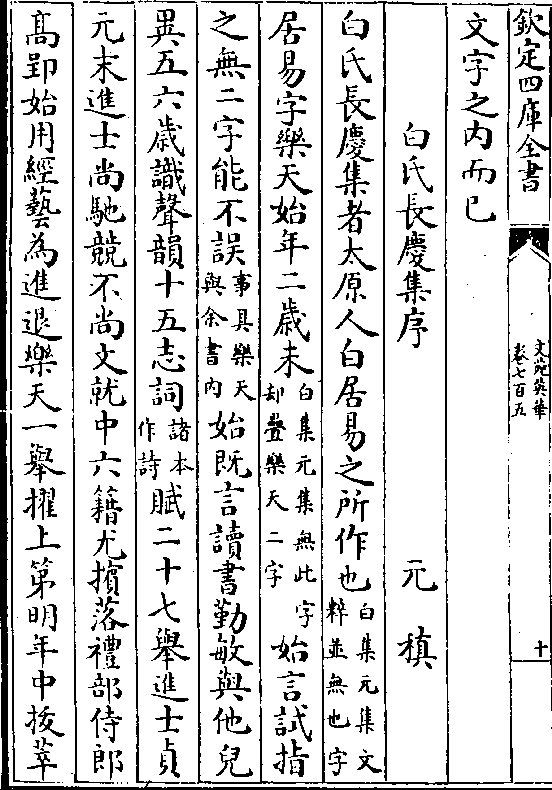 欽定四庫全書
文苑英華
卷七百五
十
文字之內而已
白氏長慶集序 元稹
白氏長慶集者太原人白居易之所作也白集元集文粹並無也字
居易字樂天始年二歲未白集元集無此字却疊樂天二字始言試指
之無二字能不誤事具樂天與余書內始既言讀書勤敏與他兒
異五六歲識聲韻十五志詞諸本作詩賦二十七舉進士貞
元末進士尚馳競不尚文就中六籍尤擯落禮部侍郎
髙郢始用經藝為進退樂天一舉擢上第明年中拔萃